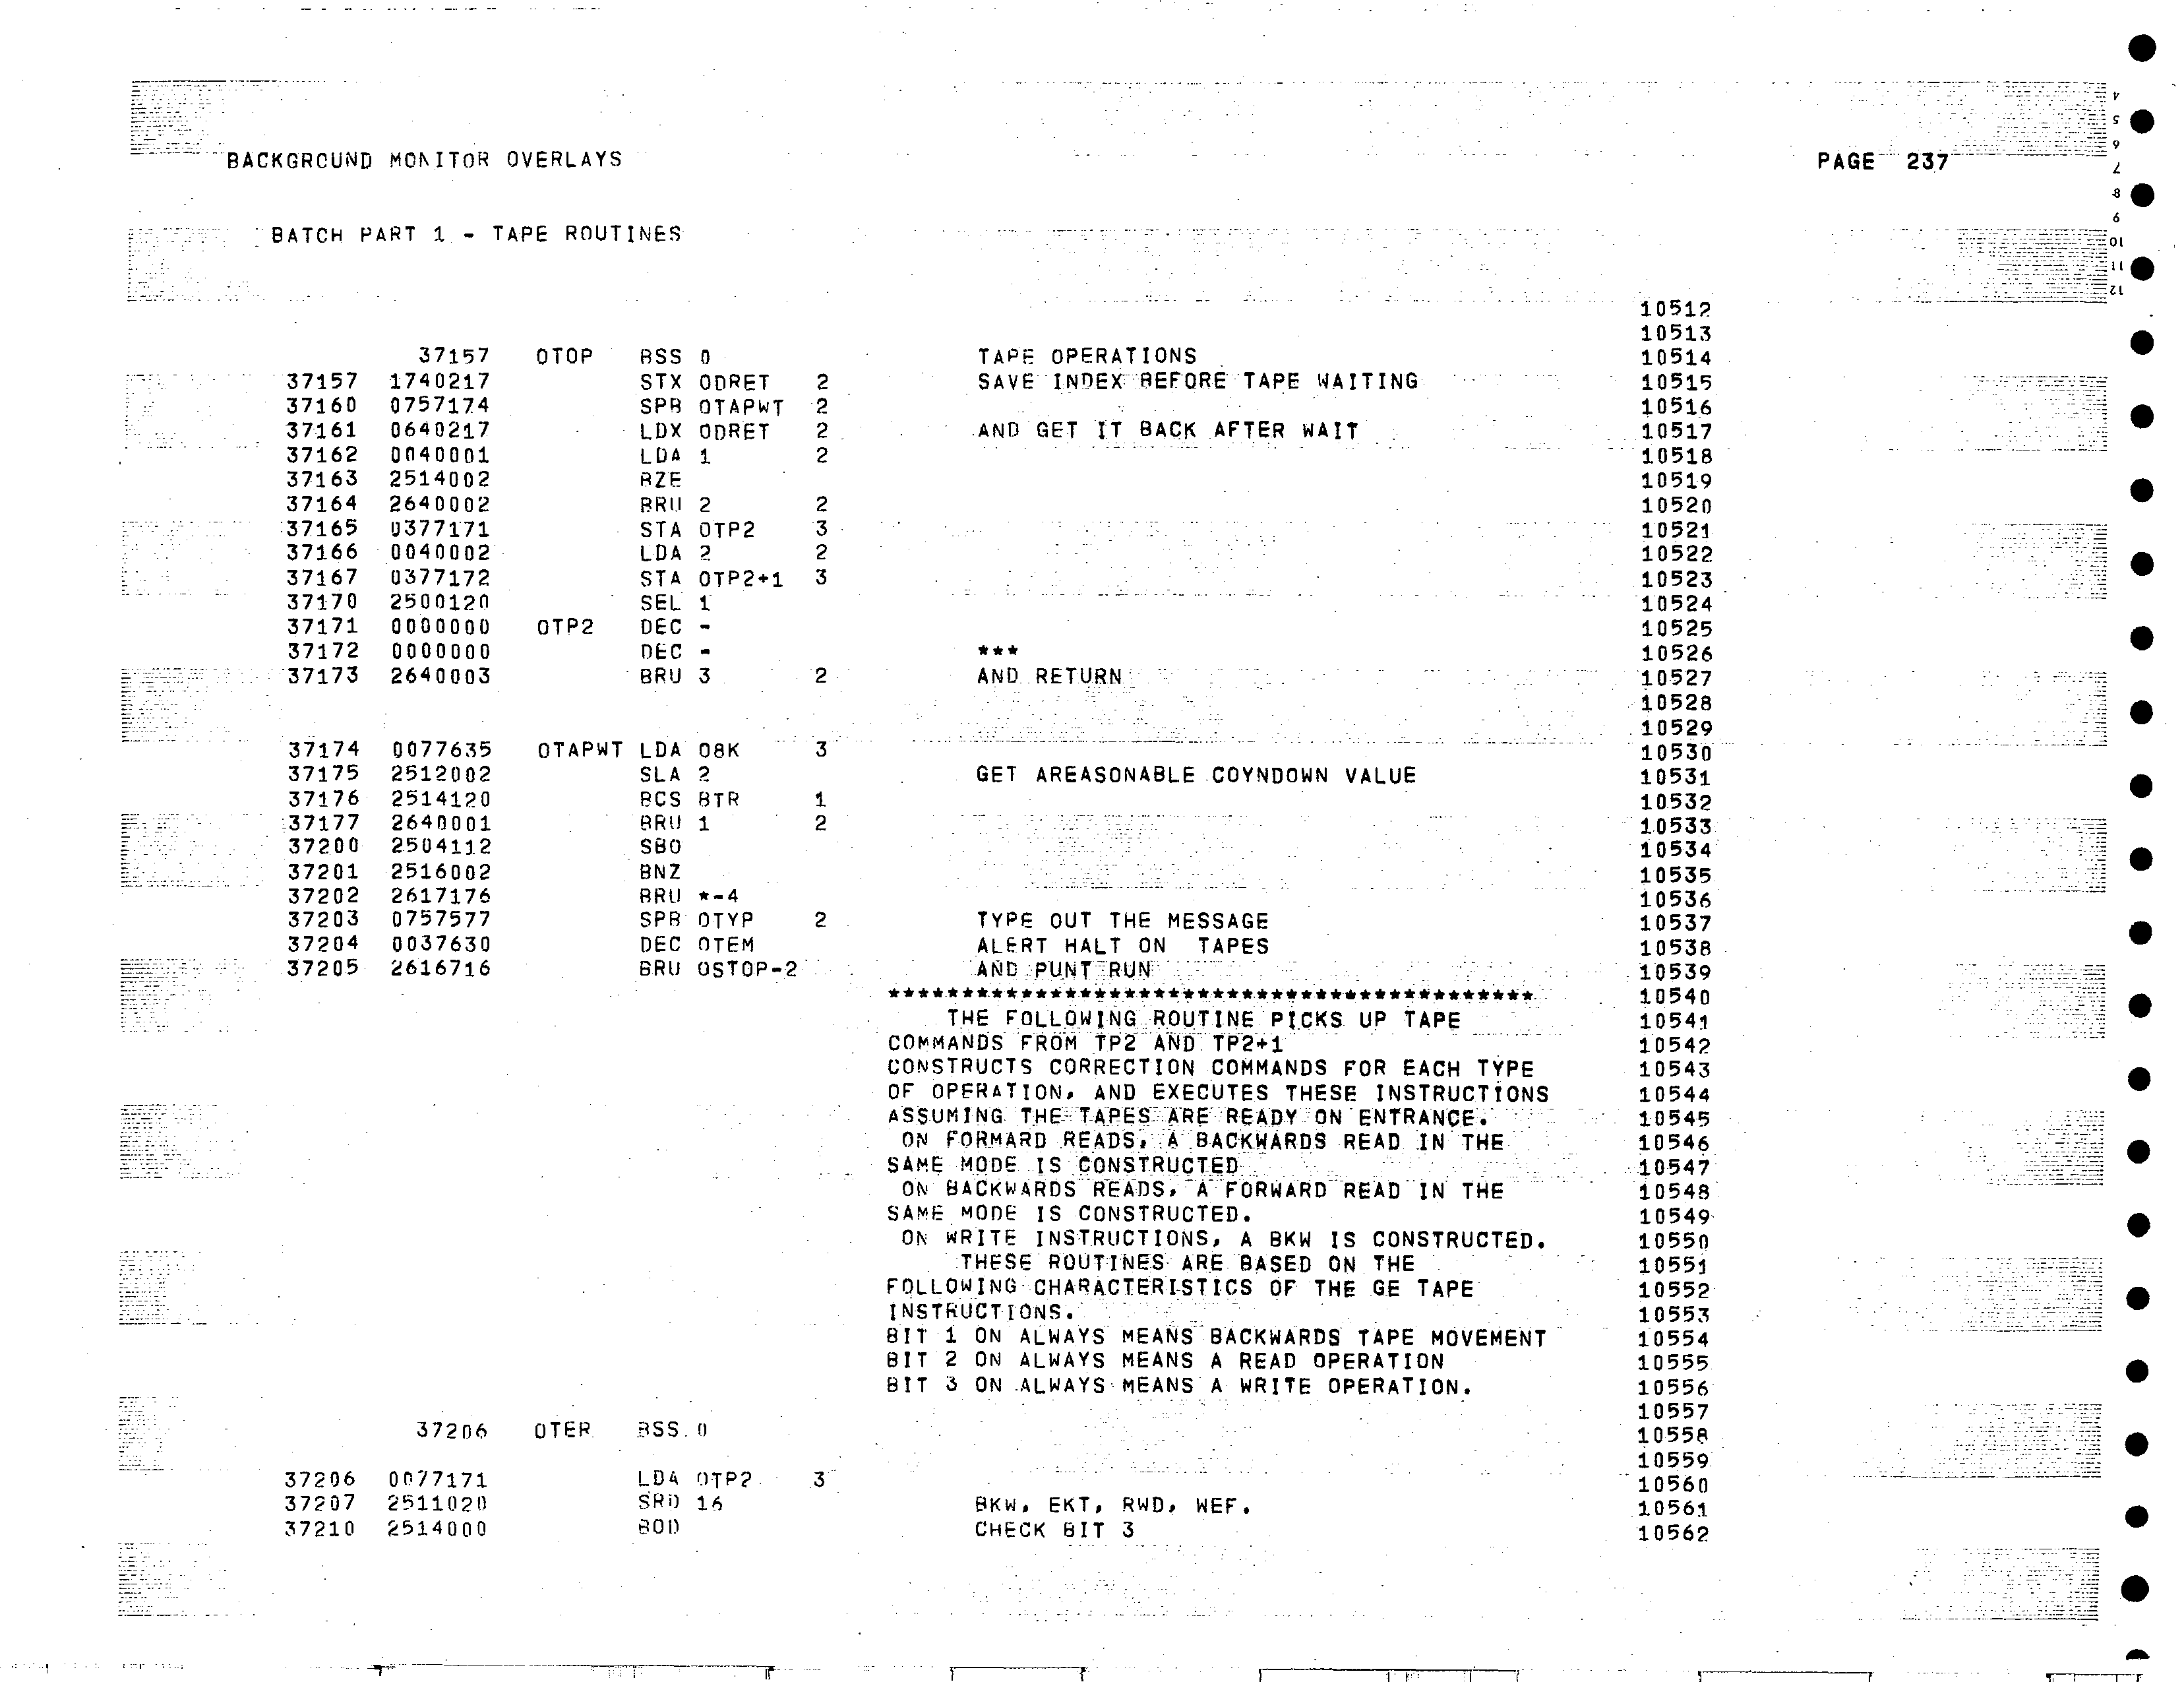 BACKGROUND MONITOR OVERLAYS PAGE 237
BATCH PART 1 - TAPE ROUTINES
10512
10513
37157 OTOP BSS 0 TAPE OPERATIONS 10514
37157 1740217 STX ODRET 2 SAVE INDEX BEFORE TAPE WAITING 10515
37160 0757174 SPB OTAPWT 2 10516
37161 0640217 LDX ODRET 2 AND GET IT BACK AFTER WAIT 10517
37162 0040001 LDA 1 2 10518
37163 2514002 BZE 10519
37164 2640002 BRU 2 2 10520
37165 0377171 STA OTP2 3 10521
37166 0040002 LDA 2 2 10522
37167 0377172 STA OTP2+1 3 10523
37170 2500120 SEL 1 10524
37171 0000000 OTP2 DEC - 10525
37172 0000000 DEC - *** 10526
37173 2640003 BRU 3 2 AND RETURN 10527
10528
10529
37174 0077635 OTAPWT LDA O8K 3 10530
37175 2512002 SLA 2 GET AREASONABLE COYNDOWN VALUE 10531
37176 2514120 BCS BTR 1 10532
37177 2640001 BRU 1 2 10533
37200 2504112 SBO 10534
37201 2516002 BNZ 10535
37202 2617176 BRU *-4 10536
37203 0757577 SPB OTYP 2 TYPE OUT THE MESSAGE 10537
37204 0037630 DEC OTEM ALERT HALT ON TAPES 10538
37205 2616716 BRU OSTOP-2 AND PUNT RUN 10539
******************************************** 10540
THE FOLLOWING ROUTINE PICKS UP TAPE 10541
COMMANDS FROM TP2 AND TP2+1 10542
CONSTRUCTS CORRECTION COMMANDS FOR EACH TYPE 10543
OF OPERATION, AND EXECUTES THESE INSTRUCTIONS 10544
ASSUMING THE TAPES ARE READY ON ENTRANCE. 10545
ON FORMARD READS, A BACKWARDS READ IN THE 10546
SAME MODE IS CONSTRUCTED 10547
ON BACKWARDS READS, A FORWARD READ IN THE 10548
SAME MODE IS CONSTRUCTED. 10549
ON WRITE INSTRUCTIONS, A BKW IS CONSTRUCTED. 10550
THESE ROUTINES ARE BASED ON THE 10551
FOLLOWING CHARACTERISTICS OF THE GE TAPE 10552
INSTRUCTIONS. 10553
BIT 1 ON ALWAYS MEANS BACKWARDS TAPE MOVEMENT 10554
BIT 2 ON ALWAYS MEANS A READ OPERATION 10555
BIT 3 ON ALWAYS MEANS A WRITE OPERATION. 10556
10557
37206 OTER BSS 0 10558
10559
37206 0077171 LDA OTP2 3 10560
37207 2511020 SRD 16 BKW, EKT, RWD, WEF. 10561
37210 2514000 BOD CHECK BIT 3 10562
4
5
6
7
8
9
10
11
12